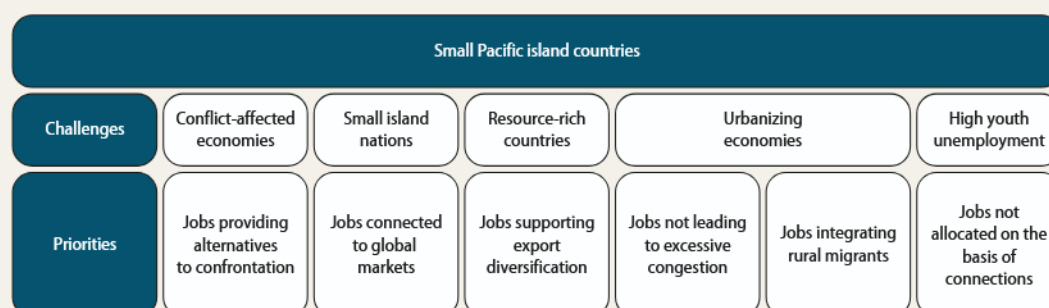 Small Pacific island countries
Challenges
Conflict-affected
economies
Small island
nations
Resource-rich
countries
Urbanizing
economies
High youth
unemployment
Priorities
Jobs providing
alternatives
to confrontation
Jobs connected
to global
markets
Jobs supporting
export
diversification
Jobs not leading
to excessive
congestion
Jobs integrating
rural migrants
Jobs not
allocated on the
basis of
connections